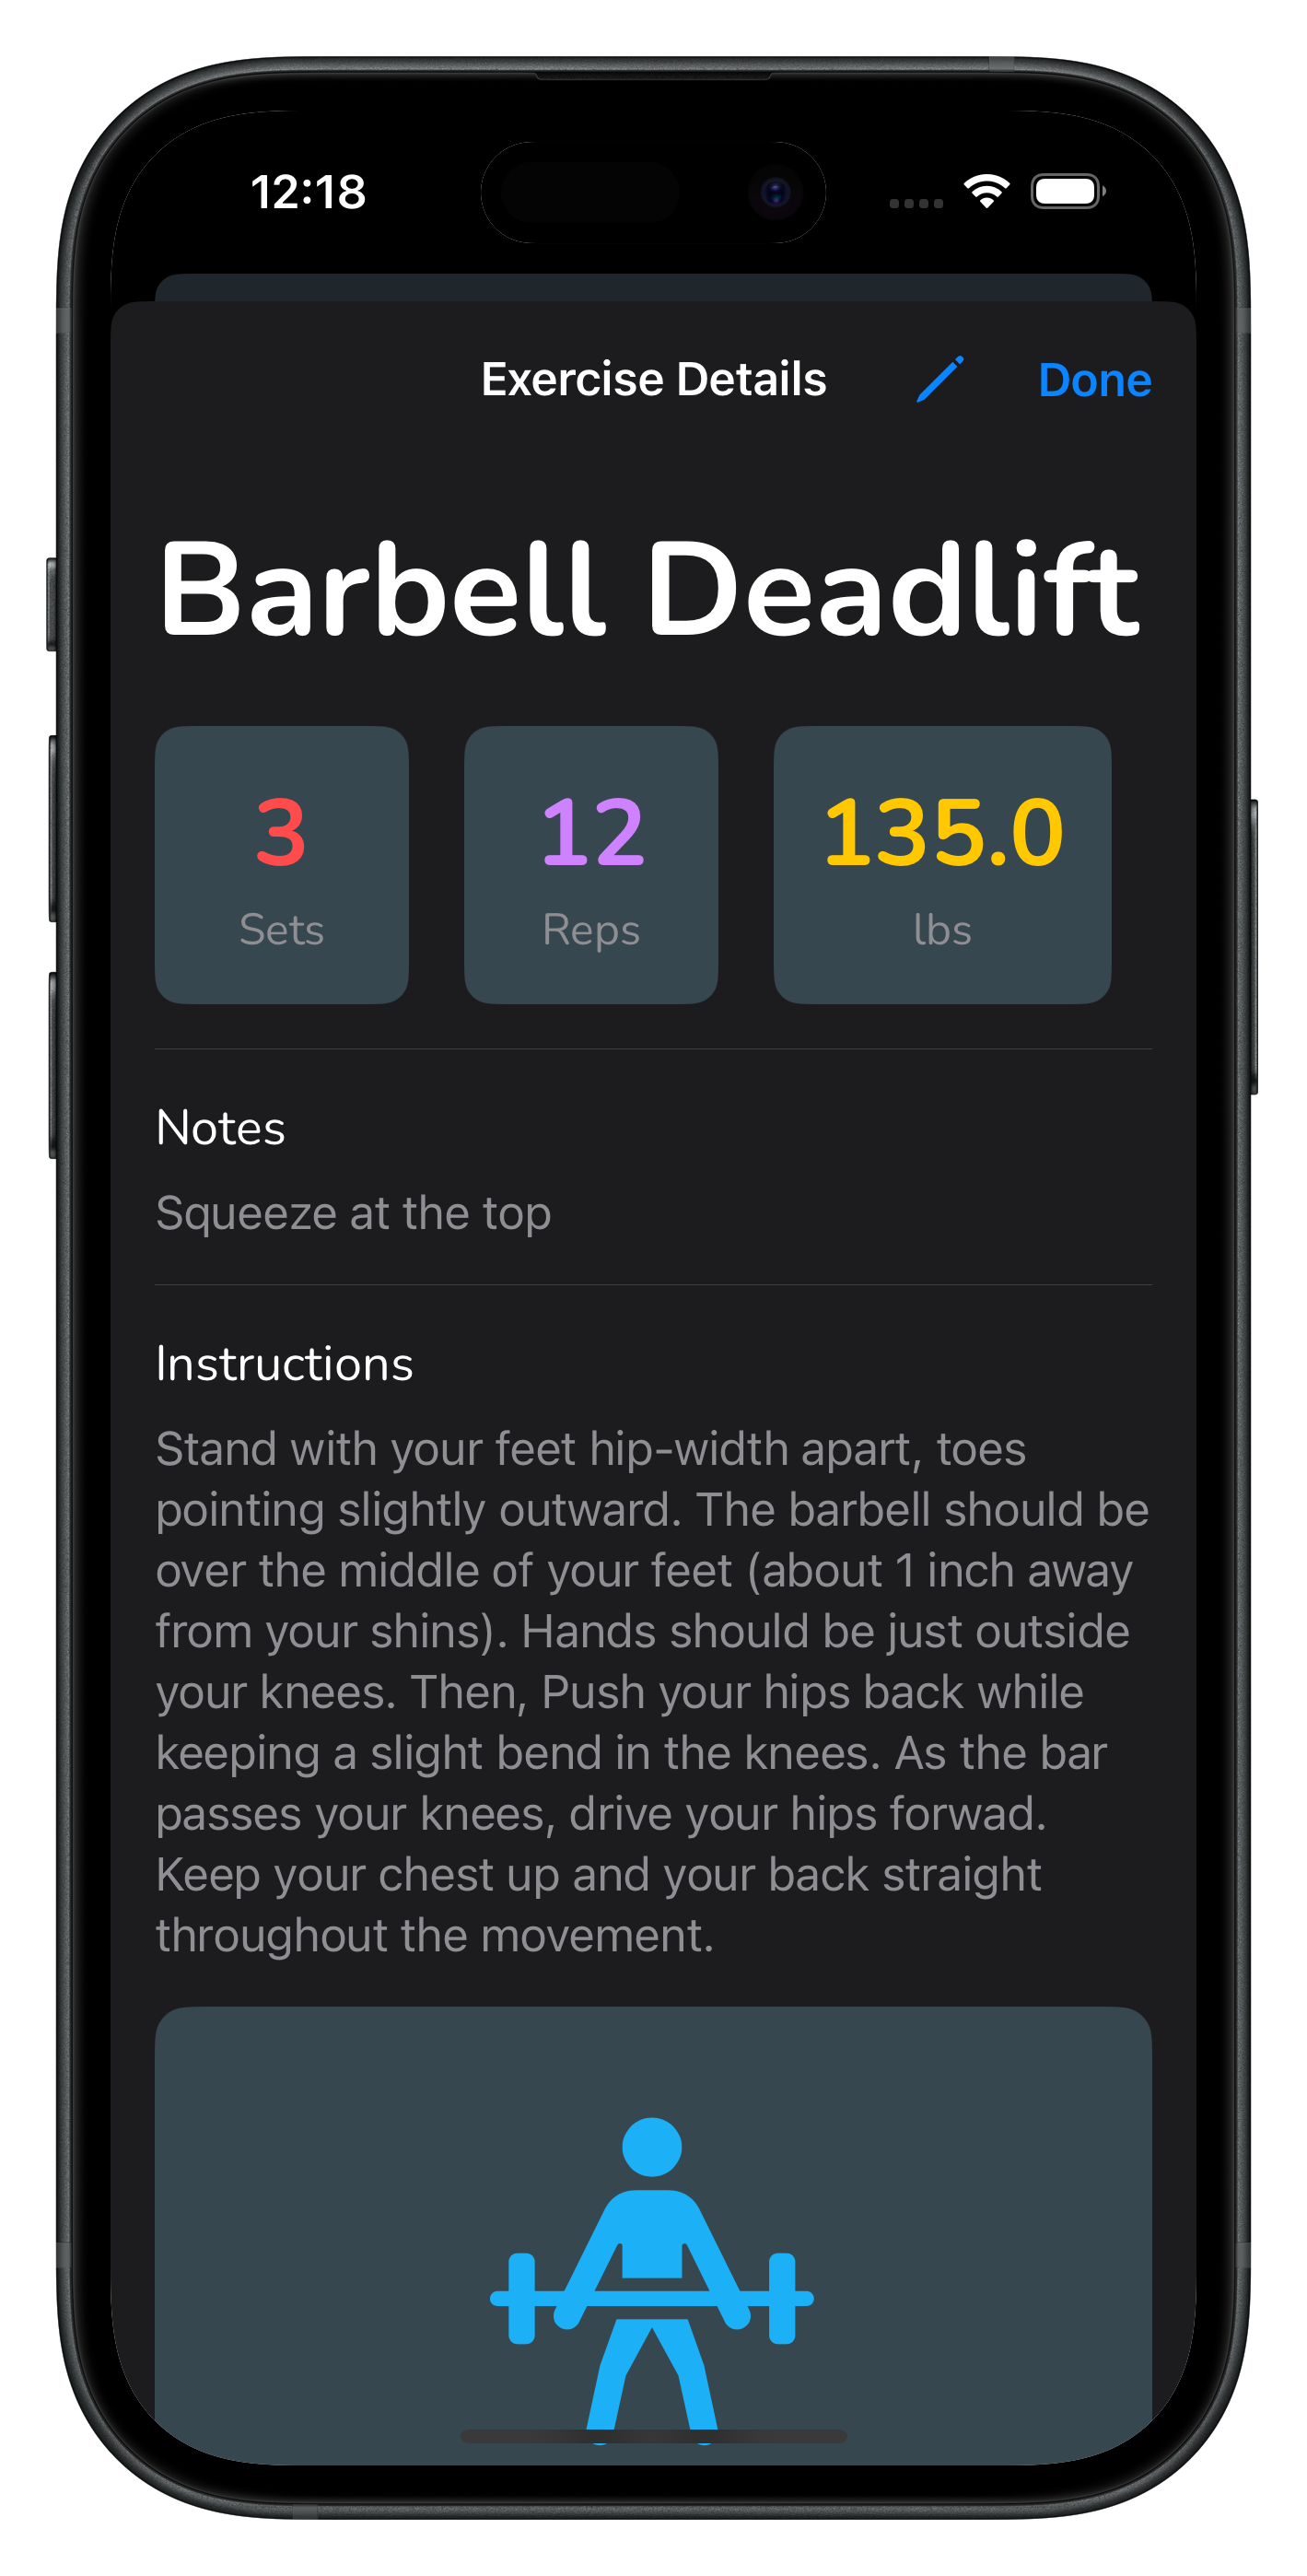 12:18
Exercise Details
Done
Barbell Deadlift
3
Sets
12
Reps
135.0
lbs
Notes
Squeeze at the top
Instructions
Stand with your feet hip-width apart, toes
pointing slightly outward. The barbell should be
over the middle of your feet (about 1 inch away
from your shins). Hands should be just outside
your knees. Then, Push your hips back while
keeping a slight bend in the knees. As the bar
passes your knees, drive your hips forwad.
Keep your chest up and your back straight
throughout the movement.